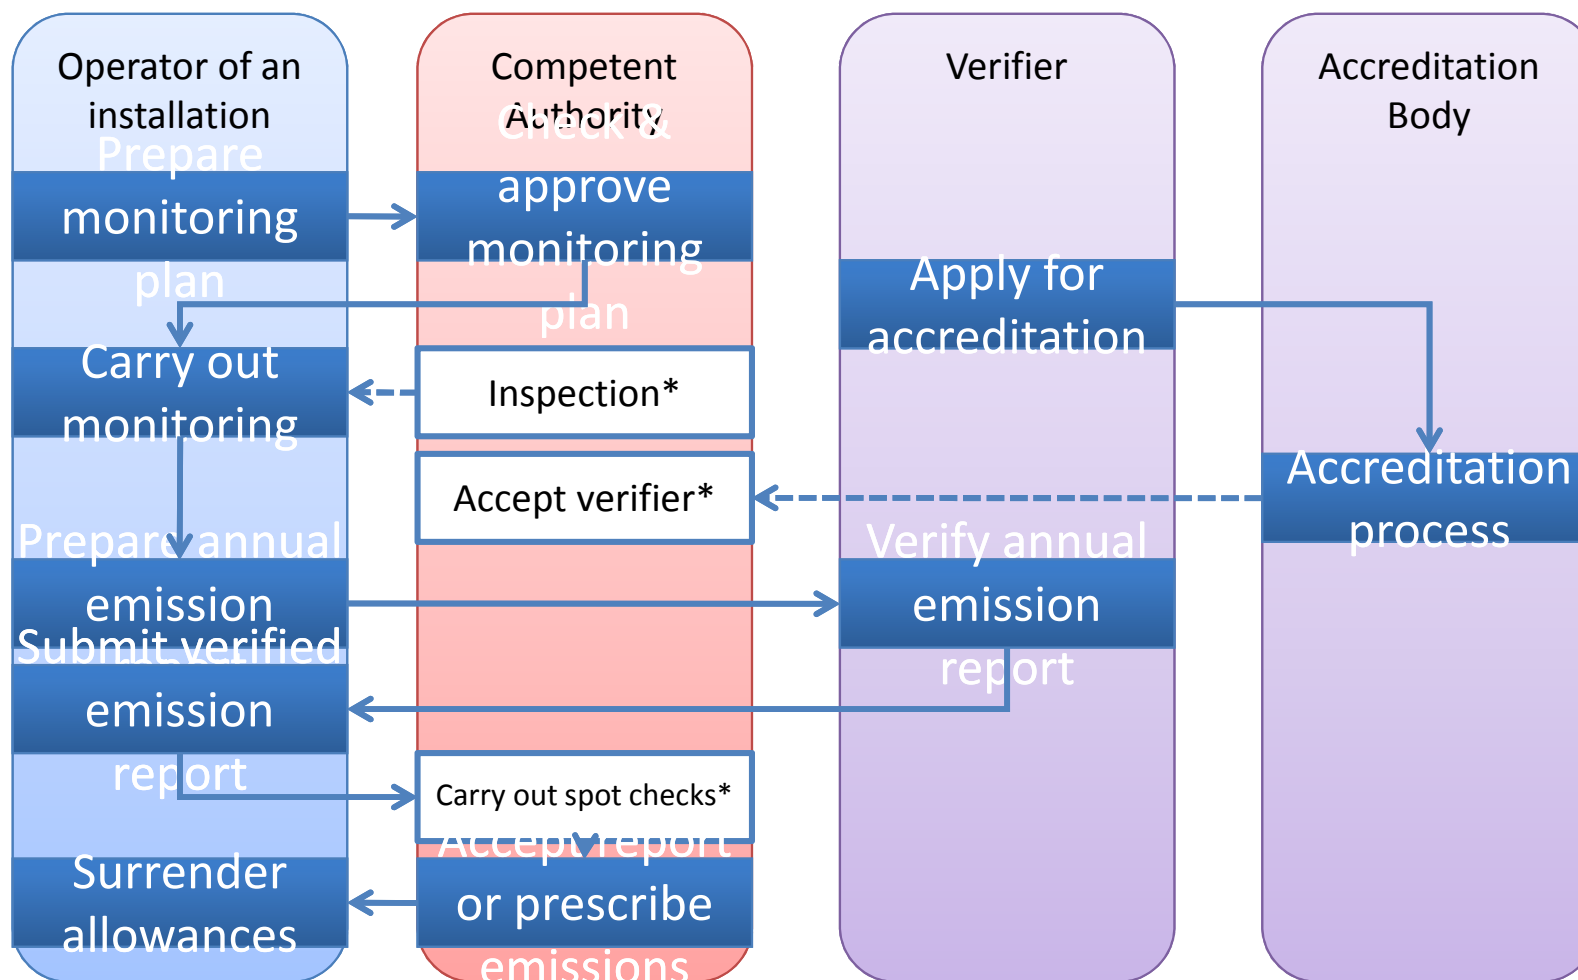 Operator of an
installation
Competent
Authority
Verifier
Accreditation
Body
Prepare
monitoring
plan
Check &
approve
monitoring
plan
Apply for
accreditation
Carry out
monitoring
Inspection*
Accept verifier*
Accreditation
process
Prepare annual
emission
report
Verify annual
emission
report
Submit verified
emission
report
Carry out spot checks*
Accept report
or prescribe
emissions
Surrender
allowances